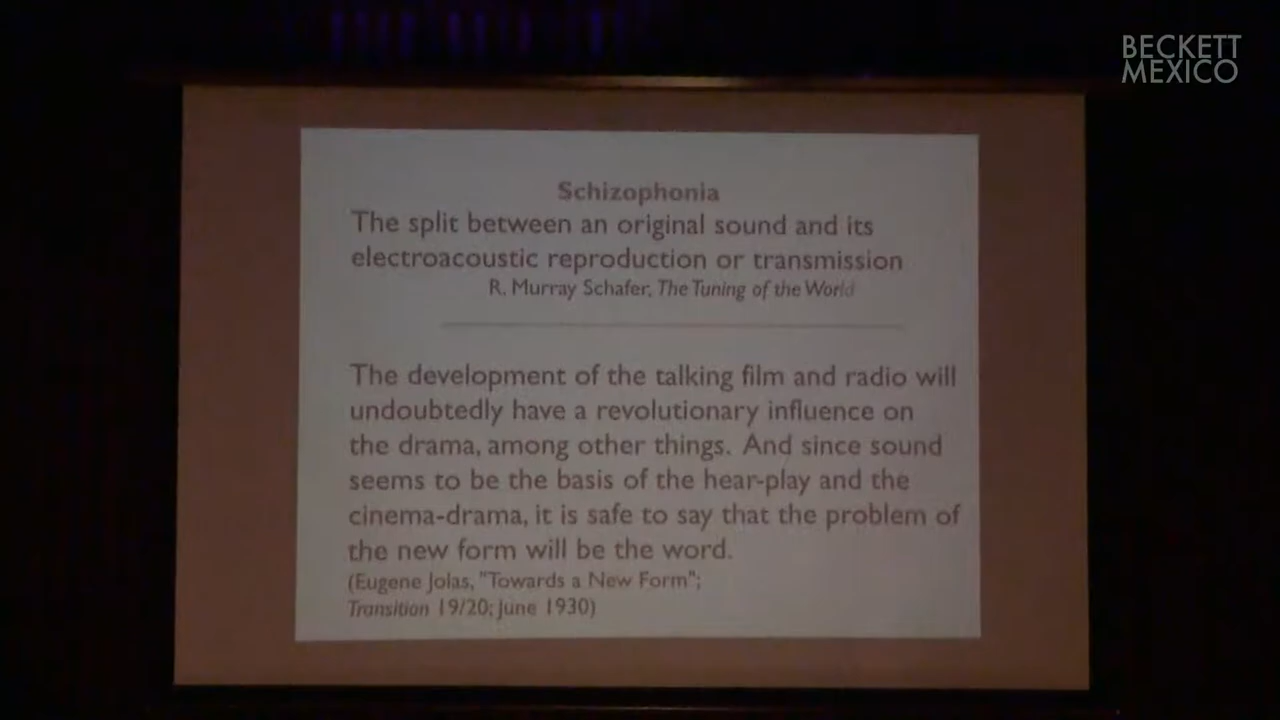 BECKETT
MEXICO
Schizophonia
The split between an original sound and its
electroacoustic reproduction or transmission
R. Murray Schafer, The Tuning of the World
The development of the talking film and radio will
undoubtedly have a revolutionary influence on
the drama, among other things. And since sound
seems to be the basis of the hear-play and the
cinema-drama, it is safe to say that the problem of
the new form will be the word.
(Eugene Jolas, "Towards a New Form";
Transition 19/20; June 1930)